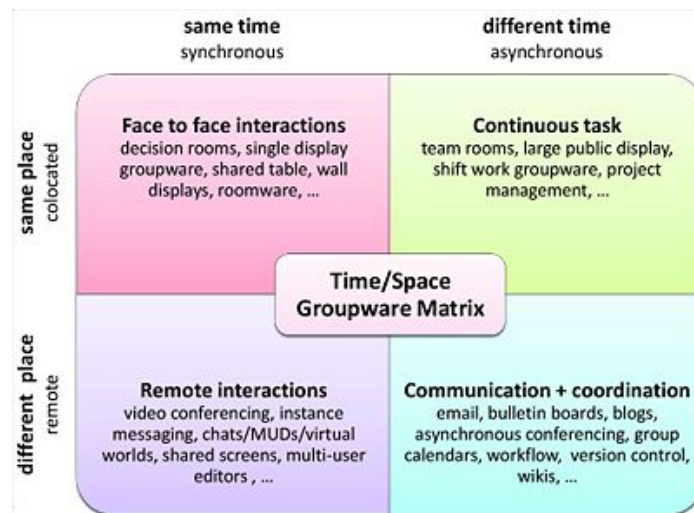 same time
synchronous
different time
asynchronous
same place
colocated
Face to face interactions
decision rooms, single display
groupware, shared table, wall
displays, roomware, ...
Continuous task
team rooms, large public display,
shift work groupware, project
management, ...
Time/Space
Groupware Matrix
different place
remote
Remote interactions
video conferencing, instance
messaging, chats/MUDs/virtual
worlds, shared screens, multi-user
editors , ...
Communication + coordination
email, bulletin boards, blogs,
asynchronous conferencing, group
calendars, workflow, version control,
wikis, ...